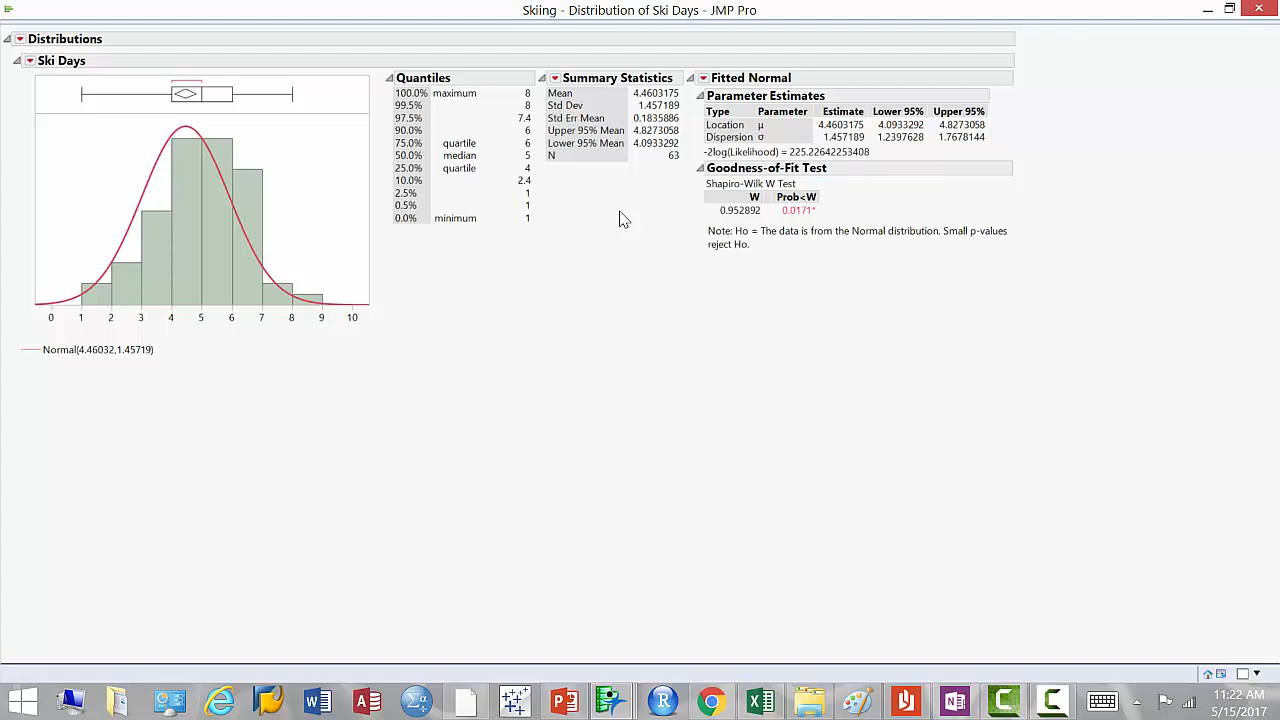 Skiing - Distribution of Ski Days - JMP Pro
Distributions
Ski Days
0 1 2 3 4 5 6 7 8 9 10
Normal(4.46032,1.45719)
Quantiles
100.0% maximum 8
99.5% 8
97.5% 7.4
90.0% 6
75.0% quartile 6
50.0% median 5
25.0% quartile 4
10.0% 2.4
2.5% 1
0.5% 1
0.0% minimum 1
Summary Statistics
Mean 4.4603175
Std Dev 1.457189
Std Err Mean 0.1835886
Upper 95% Mean 4.8273058
Lower 95% Mean 4.0933292
N 63
Fitted Normal
Parameter Estimates
Type Parameter Estimate Lower 95% Upper 95%
Location μ 4.4603175 4.0933292 4.8273058
Dispersion σ 1.457189 1.2397628 1.7678144
-2log(Likelihood) = 225.22642253408
Goodness-of-Fit Test
Shapiro-Wilk W Test
W Prob<W
0.952892 0.0171*
Note: Ho = The data is from the Normal distribution. Small p-values
reject Ho.
11:22 AM
5/15/2017